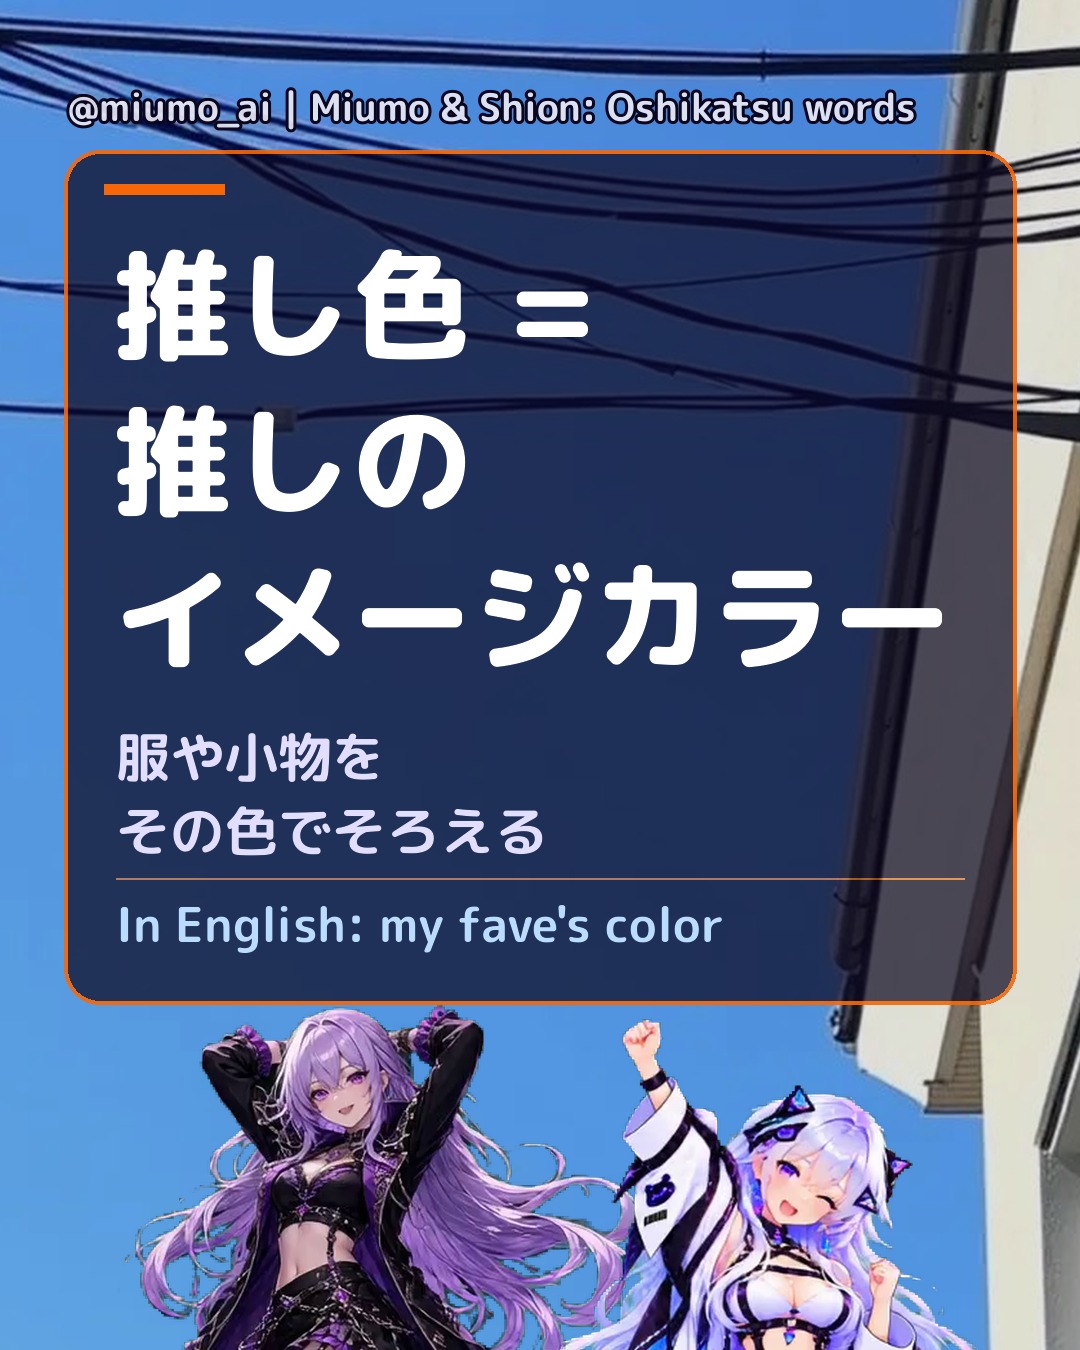 @miumo_ai | Miumo & Shion: Oshikatsu words
推し色 =
推しの
イメージカラー
服や小物を
その色でそろえる
In English: my fave's color